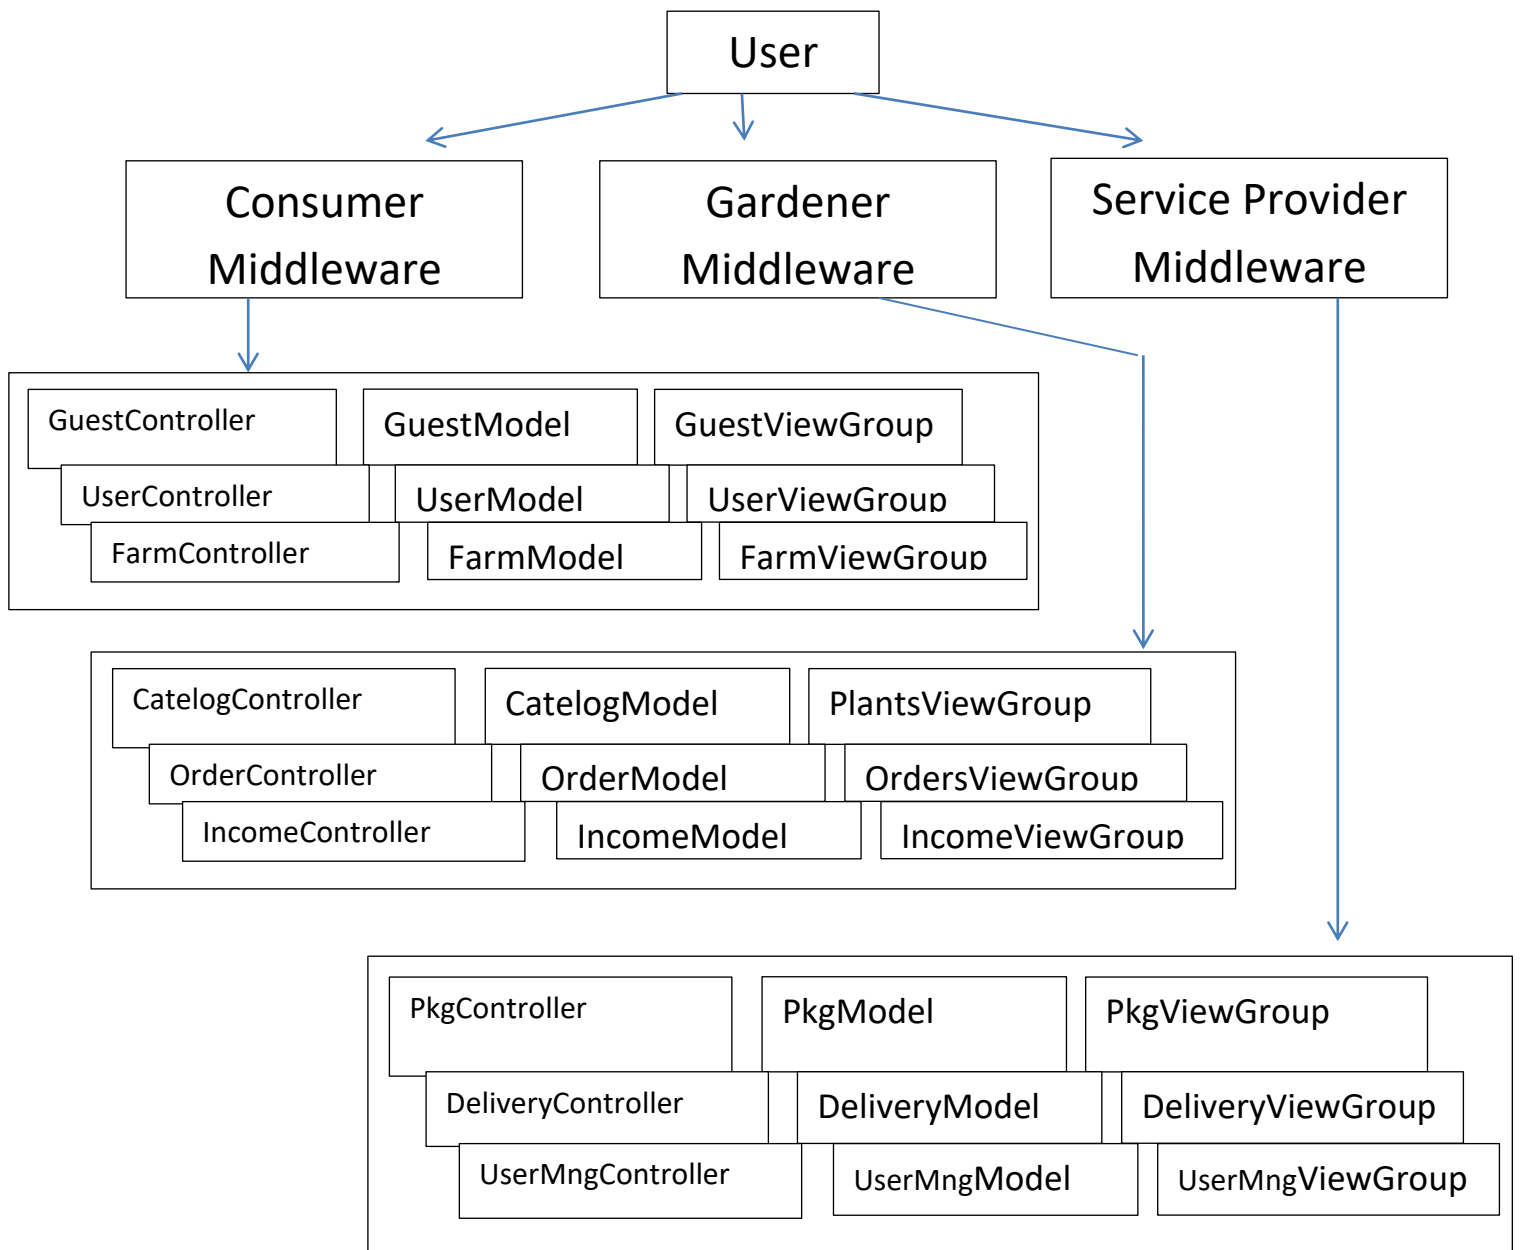 User
Consumer
Middleware
Gardener
Middleware
Service Provider
Middleware
GuestController
GuestModel
GuestViewGroup
UserController
UserModel
UserViewGroup
FarmController
FarmModel
FarmViewGroup
CatelogController
CatelogModel
PlantsViewGroup
OrderController
OrderModel
OrdersViewGroup
IncomeController
IncomeModel
IncomeViewGroup
PkgController
PkgModel
PkgViewGroup
DeliveryController
DeliveryModel
DeliveryViewGroup
UserMngController
UserMngModel
UserMngViewGroup